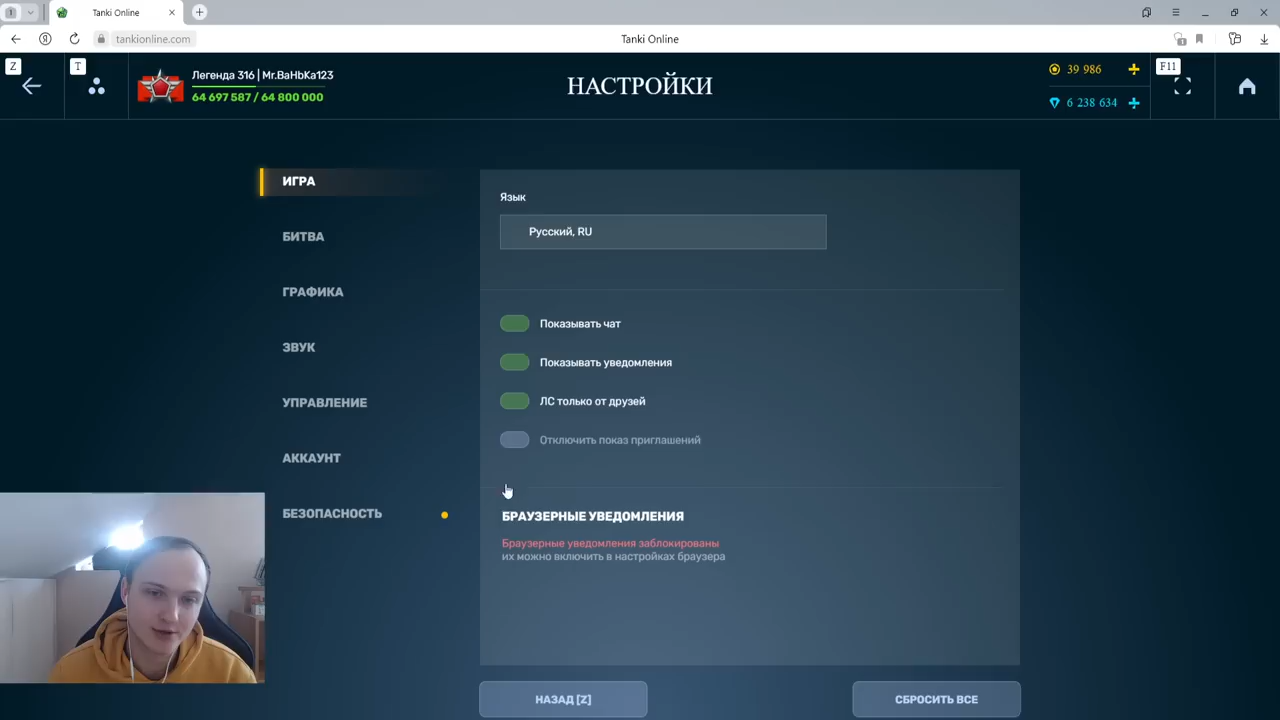 1
Tanki Online
tankionline.com
Tanki Online
Z
T
Легенда 316 | Mr.BaHbKa123
64 697 587 / 64 800 000
НАСТРОЙКИ
39 986
6 238 634
F11
ИГРА
БИТВА
ГРАФИКА
ЗВУК
УПРАВЛЕНИЕ
АККАУНТ
БЕЗОПАСНОСТЬ
Язык
Русский, RU
Показывать чат
Показывать уведомления
ЛС только от друзей
Отключить показ приглашений
БРАУЗЕРНЫЕ УВЕДОМЛЕНИЯ
Браузерные уведомления заблокированы
их можно включить в настройках браузера
НАЗАД [Z]
СБРОСИТЬ ВСЕ